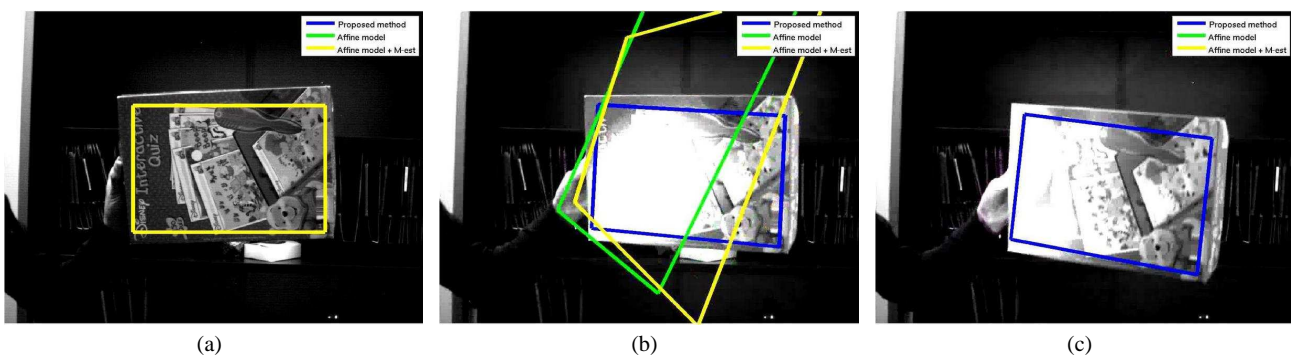 Proposed method
Affine model
Affine model + M-est
Proposed method
Affine model
Affine model + M-est
Proposed method
Affine model
Affine model + M-est
Disney Interactive
Quiz
(a)
(b)
(c)